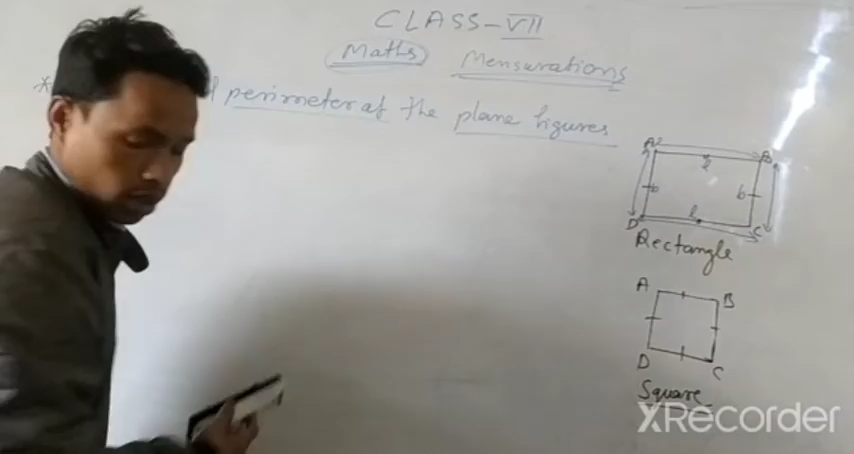 CLASS-VII
Maths Mensurations
* perimeter of the plane figures
A B
l
b b
l
D C
Rectangle
A B
D C
Square
XRecorder